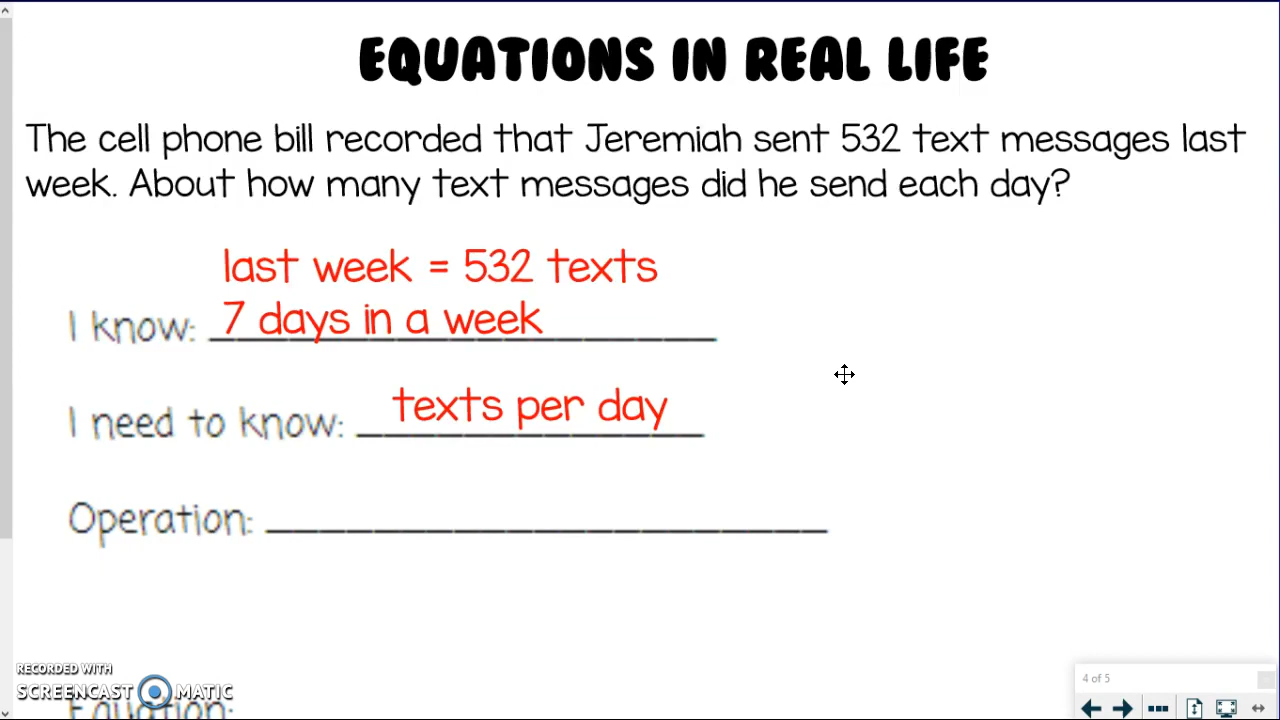 EQUATIONS IN REAL LIFE
The cell phone bill recorded that Jeremiah sent 532 text messages last
week. About how many text messages did he send each day?
last week = 532 texts
I know: 7 days in a week
I need to know: texts per day
Operation:
Equation:
RECORDED WITH
SCREENCAST MATIC
4 of 5